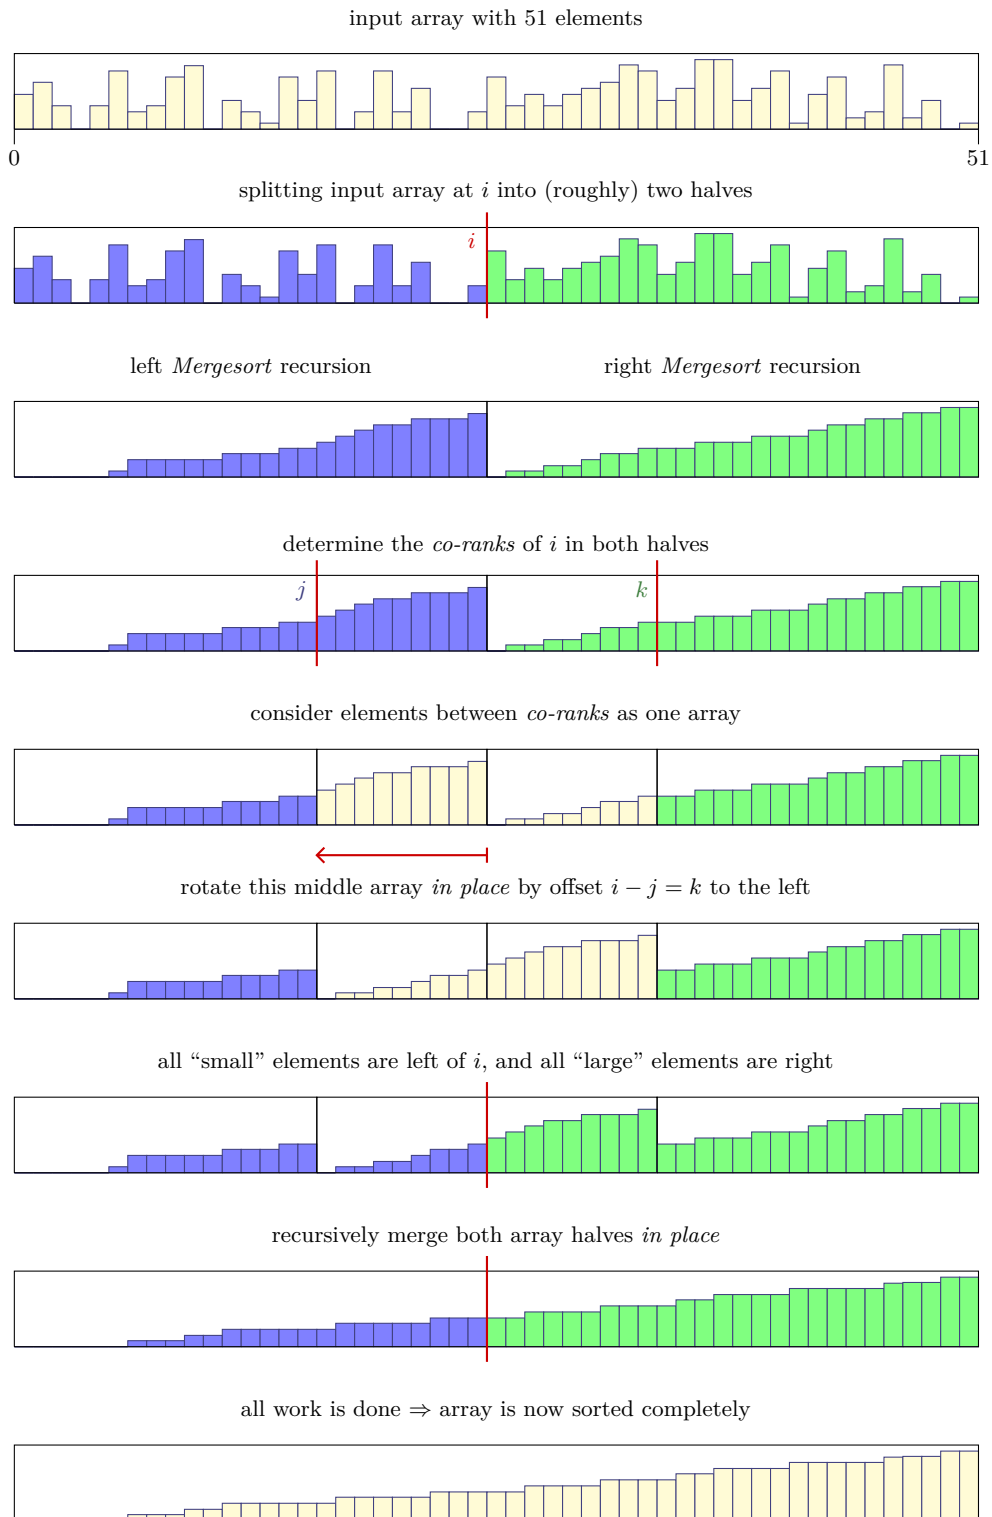 input array with 51 elements
0 51
splitting input array at i into (roughly) two halves
i
left Mergesort recursion right Mergesort recursion
determine the co-ranks of i in both halves
j k
consider elements between co-ranks as one array
rotate this middle array in place by offset i − j = k to the left
all “small” elements are left of i, and all “large” elements are right
recursively merge both array halves in place
all work is done ⇒ array is now sorted completely